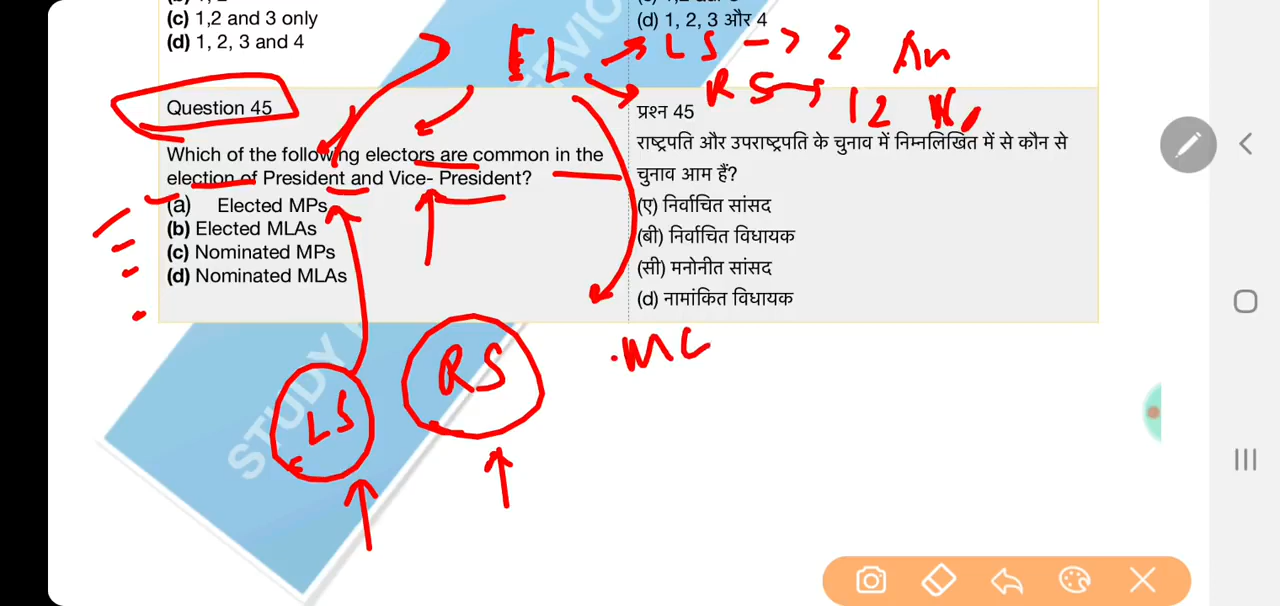 (c) 1,2 and 3 only
(d) 1, 2, 3 and 4
(d) 1, 2, 3 और 4
EL
LS -> 2 An
RS -> 12 No
Question 45
Which of the following electors are common in the
election of President and Vice- President?
(a) Elected MPs
(b) Elected MLAs
(c) Nominated MPs
(d) Nominated MLAs
प्रश्न 45
राष्ट्रपति और उपराष्ट्रपति के चुनाव में निम्नलिखित में से कौन से
चुनाव आम हैं?
(ए) निर्वाचित सांसद
(बी) निर्वाचित विधायक
(सी) मनोनीत सांसद
(d) नामांकित विधायक
MC
LS
RS
STUDY